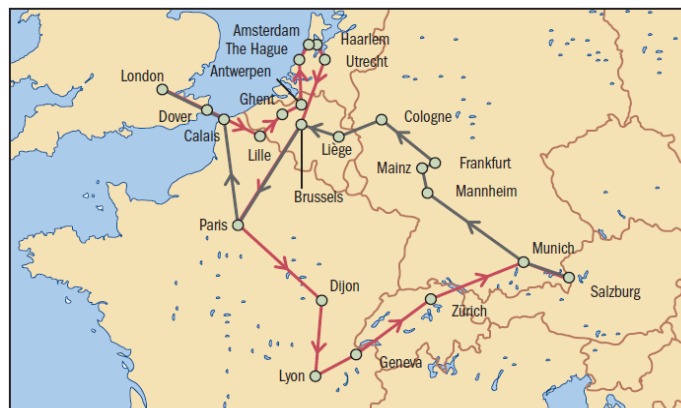 Amsterdam
The Hague
Haarlem
Antwerpen
Utrecht
London
Ghent
Dover
Cologne
Calais
Lille
Liège
Frankfurt
Mainz
Mannheim
Brussels
Paris
Munich
Dijon
Salzburg
Zürich
Geneva
Lyon